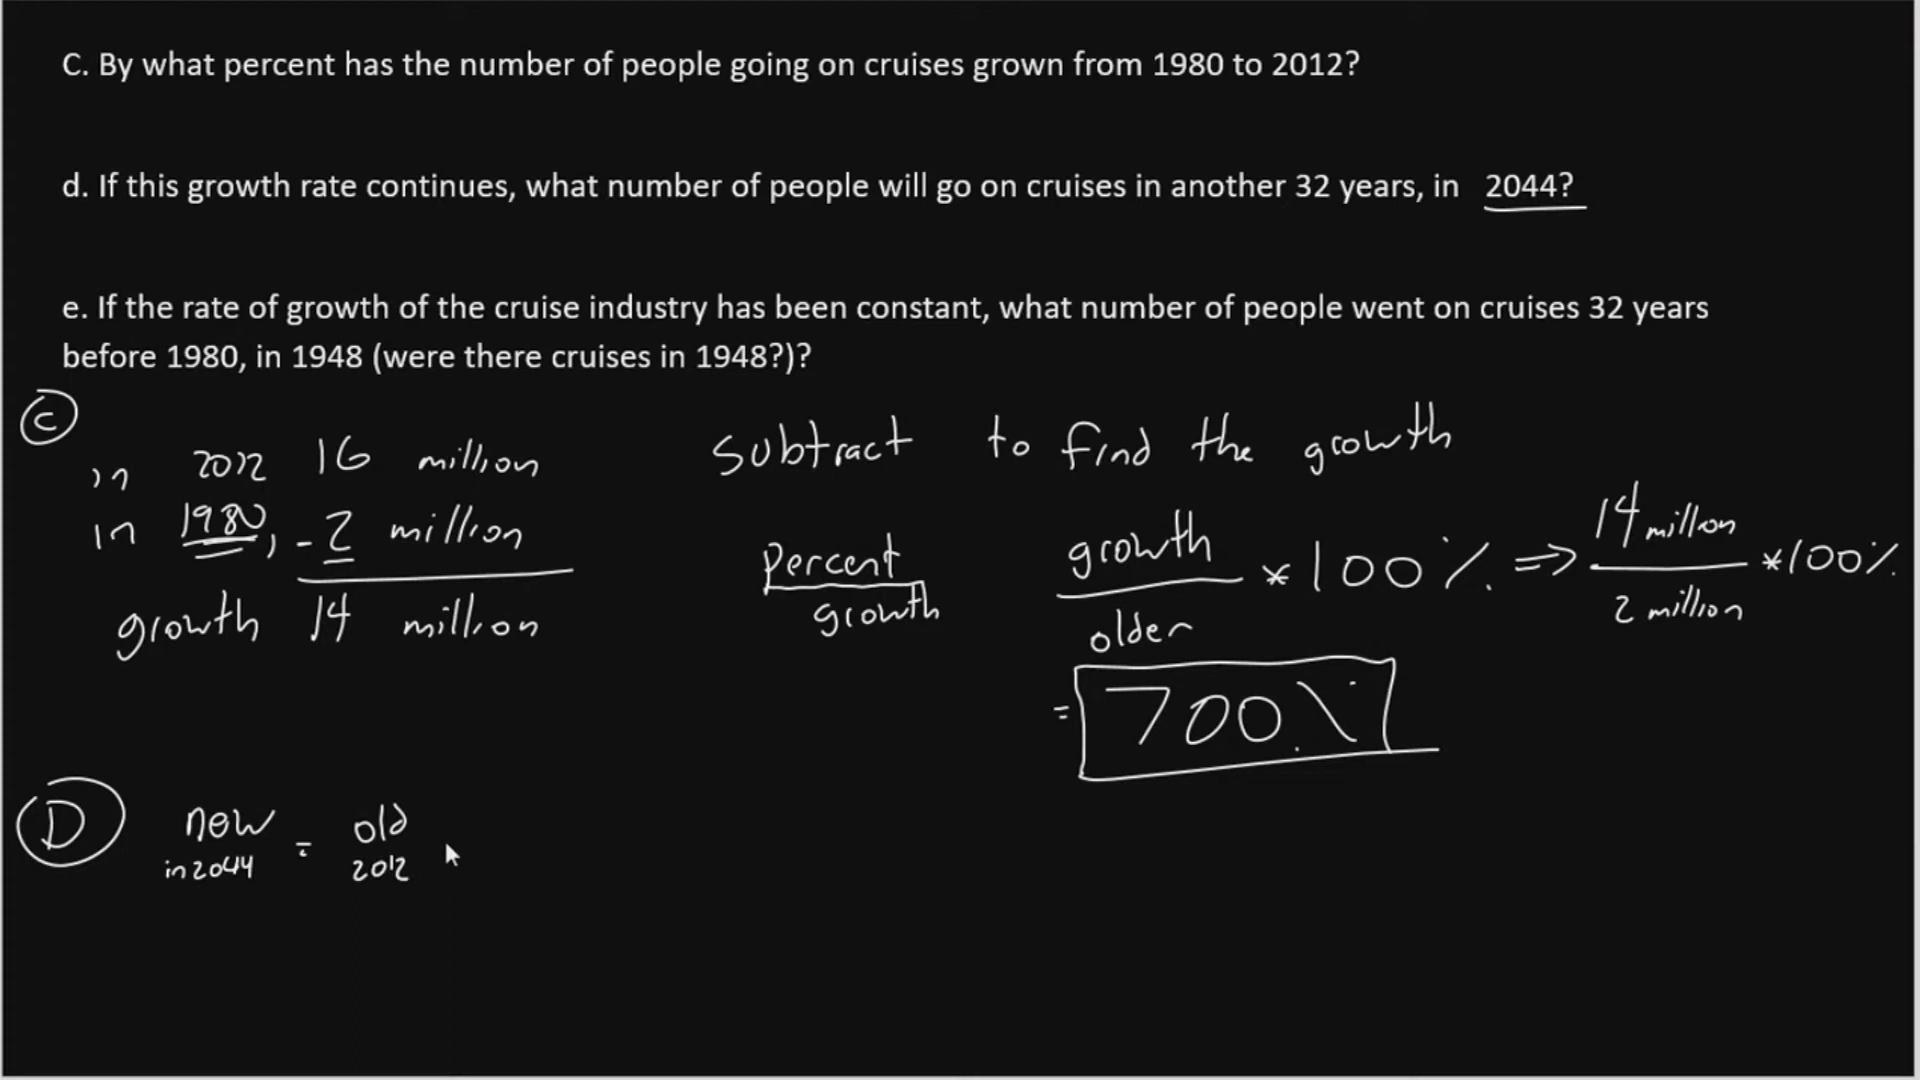 C. By what percent has the number of people going on cruises grown from 1980 to 2012?
d. If this growth rate continues, what number of people will go on cruises in another 32 years, in 2044?
e. If the rate of growth of the cruise industry has been constant, what number of people went on cruises 32 years
before 1980, in 1948 (were there cruises in 1948?)?
C
in 2012 16 million
in 1980, - 2 million
growth 14 million
Subtract to find the growth
percent
growth
growth
older
* 100% => 14 million
2 million
* 100%
= 700%
D
new
in 2044
=
old
2012